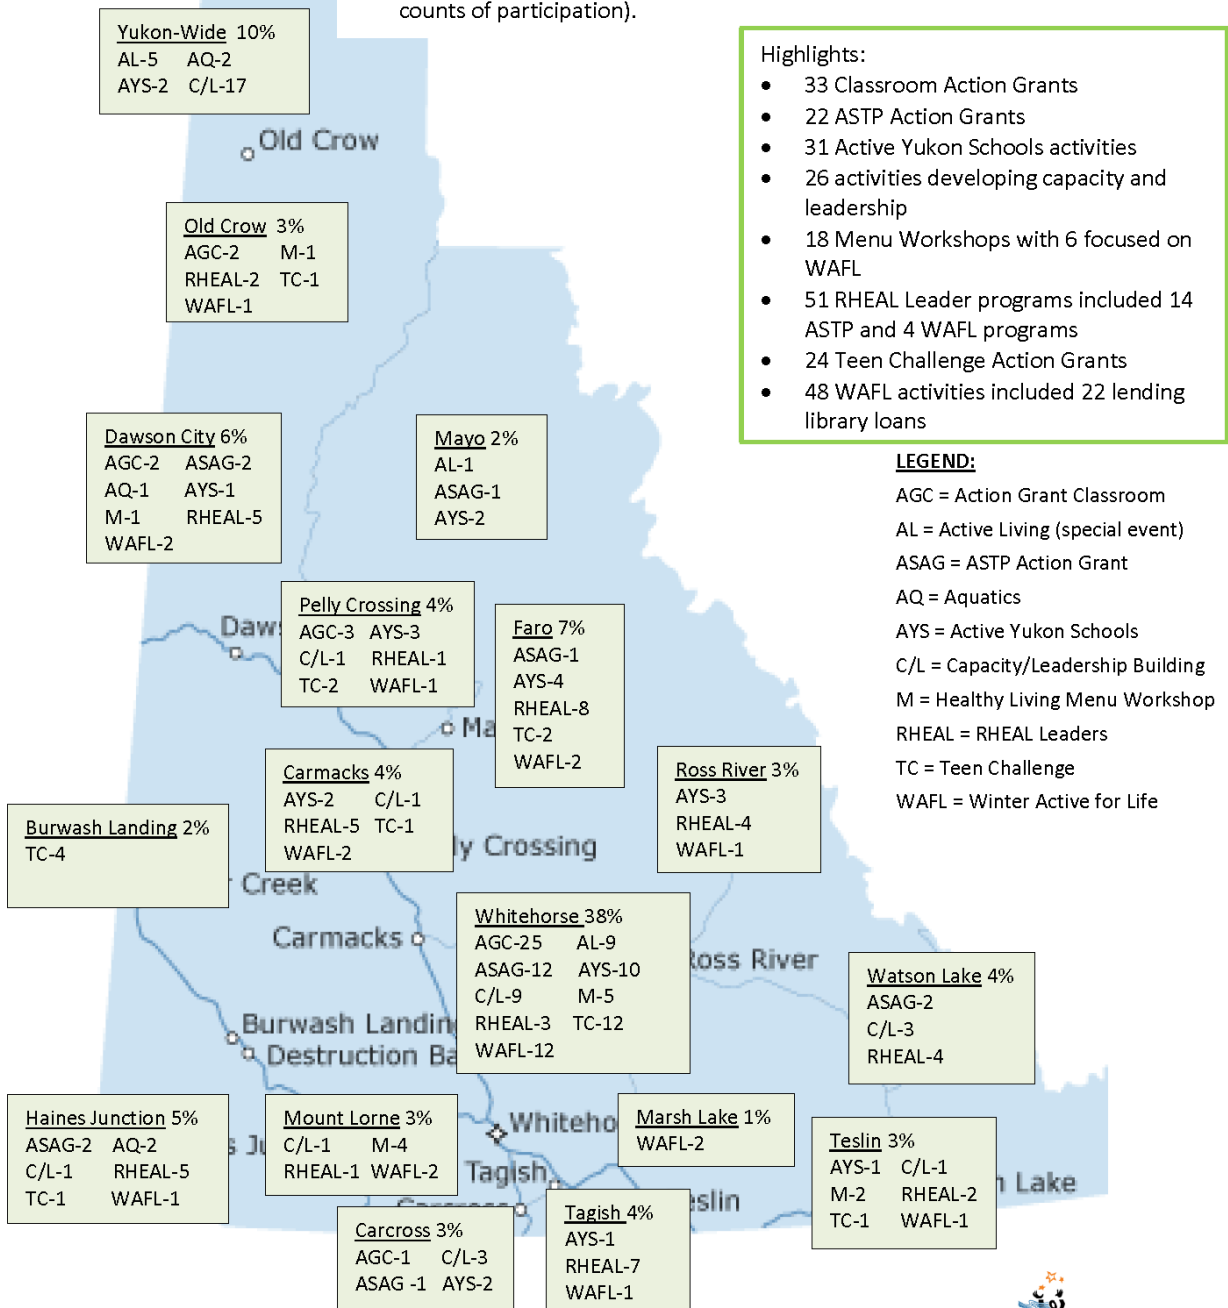 counts of participation).
Yukon-Wide 10%
AL-5 AQ-2
AYS-2 C/L-17
Highlights:
• 33 Classroom Action Grants
• 22 ASTP Action Grants
• 31 Active Yukon Schools activities
• 26 activities developing capacity and
leadership
• 18 Menu Workshops with 6 focused on
WAFL
• 51 RHEAL Leader programs included 14
ASTP and 4 WAFL programs
• 24 Teen Challenge Action Grants
• 48 WAFL activities included 22 lending
library loans
Old Crow
Old Crow 3%
AGC-2 M-1
RHEAL-2 TC-1
WAFL-1
Dawson City 6%
AGC-2 ASAG-2
AQ-1 AYS-1
M-1 RHEAL-5
WAFL-2
Mayo 2%
AL-1
ASAG-1
AYS-2
LEGEND:
AGC = Action Grant Classroom
AL = Active Living (special event)
ASAG = ASTP Action Grant
AQ = Aquatics
AYS = Active Yukon Schools
C/L = Capacity/Leadership Building
M = Healthy Living Menu Workshop
RHEAL = RHEAL Leaders
TC = Teen Challenge
WAFL = Winter Active for Life
Daws
Pelly Crossing 4%
AGC-3 AYS-3
C/L-1 RHEAL-1
TC-2 WAFL-1
Faro 7%
ASAG-1
AYS-4
RHEAL-8
TC-2
WAFL-2
Ma
Carmacks 4%
AYS-2 C/L-1
RHEAL-5 TC-1
WAFL-2
Ross River 3%
AYS-3
RHEAL-4
WAFL-1
Burwash Landing 2%
TC-4
ly Crossing
r Creek
Carmacks
Whitehorse 38%
AGC-25 AL-9
ASAG-12 AYS-10
C/L-9 M-5
RHEAL-3 TC-12
WAFL-12
Ross River
Watson Lake 4%
ASAG-2
C/L-3
RHEAL-4
Burwash Landin
Destruction Ba
Haines Junction 5%
ASAG-2 AQ-2
C/L-1 RHEAL-5
TC-1 WAFL-1
s Ju
Mount Lorne 3%
C/L-1 M-4
RHEAL-1 WAFL-2
Whiteho
Marsh Lake 1%
WAFL-2
Teslin 3%
AYS-1 C/L-1
M-2 RHEAL-2
TC-1 WAFL-1
n Lake
Tagish
Carcross
eslin
Carcross 3%
AGC-1 C/L-3
ASAG -1 AYS-2
Tagish 4%
AYS-1
RHEAL-7
WAFL-1